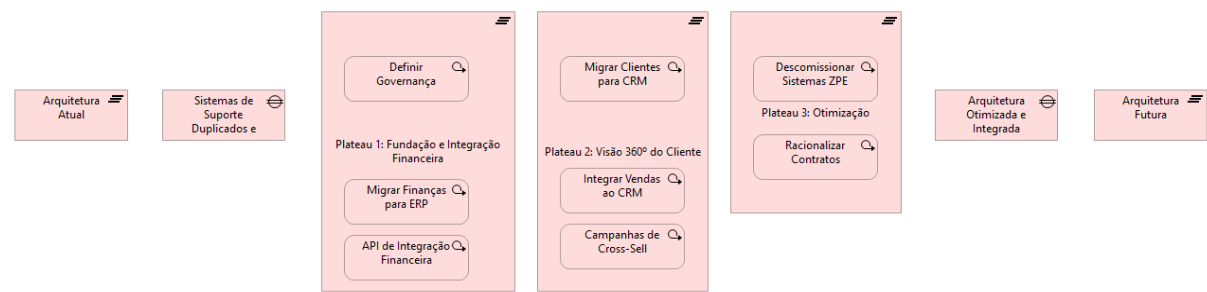 Arquitetura
Atual
Sistemas de
Suporte
Duplicados e
Definir
Governança
Plateau 1: Fundação e Integração
Financeira
Migrar Finanças
para ERP
API de Integração
Financeira
Migrar Clientes
para CRM
Plateau 2: Visão 360º do Cliente
Integrar Vendas
ao CRM
Campanhas de
Cross-Sell
Descomissionar
Sistemas ZPE
Plateau 3: Otimização
Racionalizar
Contratos
Arquitetura
Otimizada e
Integrada
Arquitetura
Futura